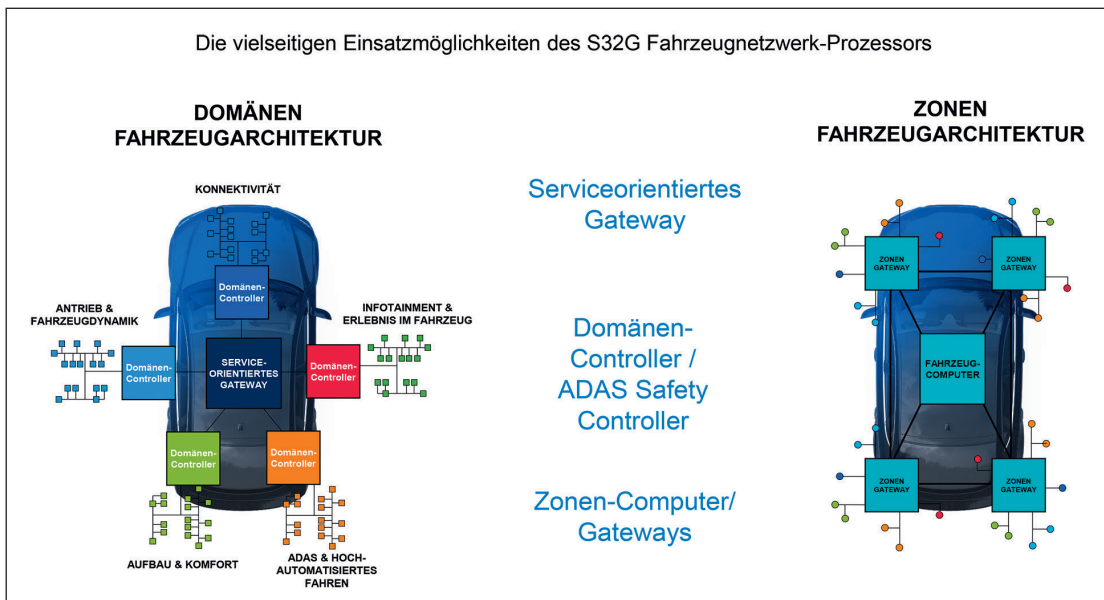 Die vielseitigen Einsatzmöglichkeiten des S32G Fahrzeugnetzwerk-Prozessors
DOMÄNEN
FAHRZEUGARCHITEKTUR
KONNEKTIVITÄT
Domänen-
Controller
ANTRIEB &
FAHRZEUGDYNAMIK
Domänen-
Controller
SERVICE-
ORIENTIERTES
GATEWAY
INFOTAINMENT &
ERLEBNIS IM FAHRZEUG
Domänen-
Controller
Domänen-
Controller
Domänen-
Controller
AUFBAU & KOMFORT
ADAS & HOCH-
AUTOMATISIERTES
FAHREN
Serviceorientiertes
Gateway
Domänen-
Controller /
ADAS Safety
Controller
Zonen-Computer/
Gateways
ZONEN
FAHRZEUGARCHITEKTUR
ZONEN
GATEWAY
ZONEN
GATEWAY
FAHRZEUG-
COMPUTER
ZONEN
GATEWAY
ZONEN
GATEWAY